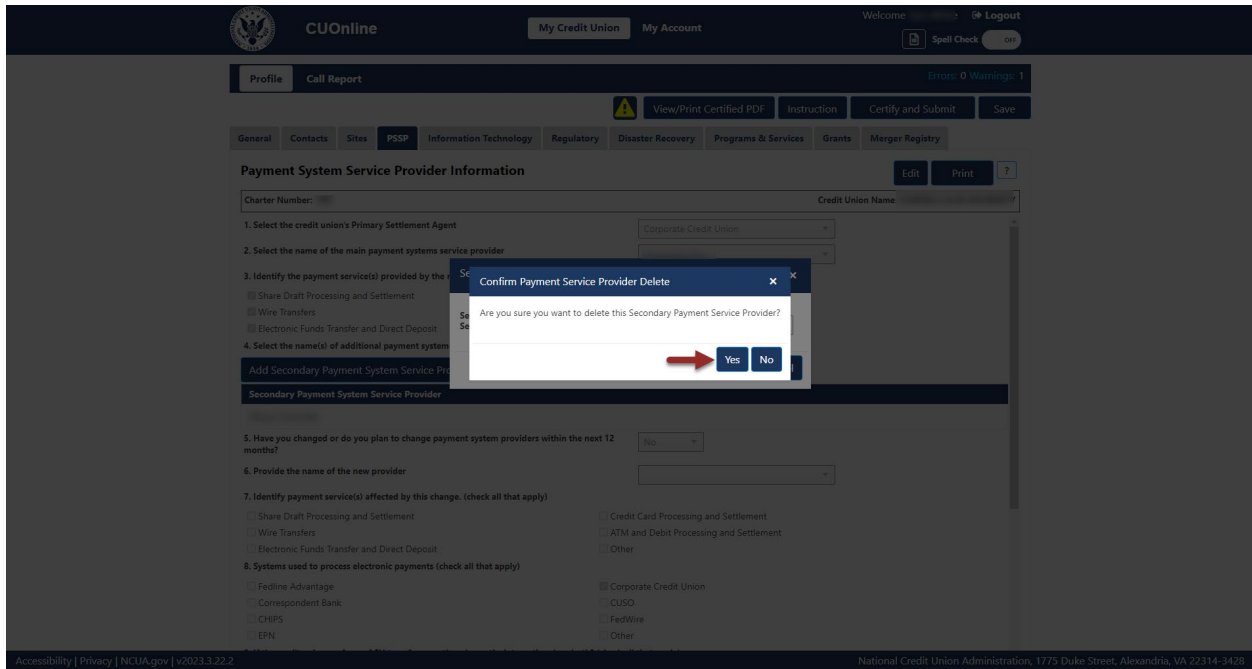 CUOnline
My Credit Union
My Account
Welcome
Logout
Spell Check
OFF
Profile
Call Report
Errors: 0 Warnings: 1
View/Print Certified PDF
Instruction
Certify and Submit
Save
General
Contacts
Sites
PSSP
Information Technology
Regulatory
Disaster Recovery
Programs & Services
Grants
Merger Registry
Payment System Service Provider Information
Edit
Print
?
Charter Number:
Credit Union Name
1. Select the credit union's Primary Settlement Agent
Corporate Credit Union
2. Select the name of the main payment systems service provider
3. Identify the payment service(s) provided by the
Share Draft Processing and Settlement
Wire Transfers
Electronic Funds Transfer and Direct Deposit
4. Select the name(s) of additional payment system
Add Secondary Payment System Service
Confirm Payment Service Provider Delete
×
Are you sure you want to delete this Secondary Payment Service Provider?
Yes
No
Secondary Payment System Service Provider
5. Have you changed or do you plan to change payment system providers within the next 12
months?
No
6. Provide the name of the new provider
7. Identify payment service(s) affected by this change. (check all that apply)
Share Draft Processing and Settlement
Credit Card Processing and Settlement
Wire Transfers
ATM and Debit Processing and Settlement
Electronic Funds Transfer and Direct Deposit
Other
8. Systems used to process electronic payments (check all that apply)
Fedline Advantage
Corporate Credit Union
Correspondent Bank
CUSO
CHIPS
FedWire
EPN
Other
Accessibility | Privacy | NCUA.gov | v2023.3.22.2
National Credit Union Administration, 1775 Duke Street, Alexandria, VA 22314-3428